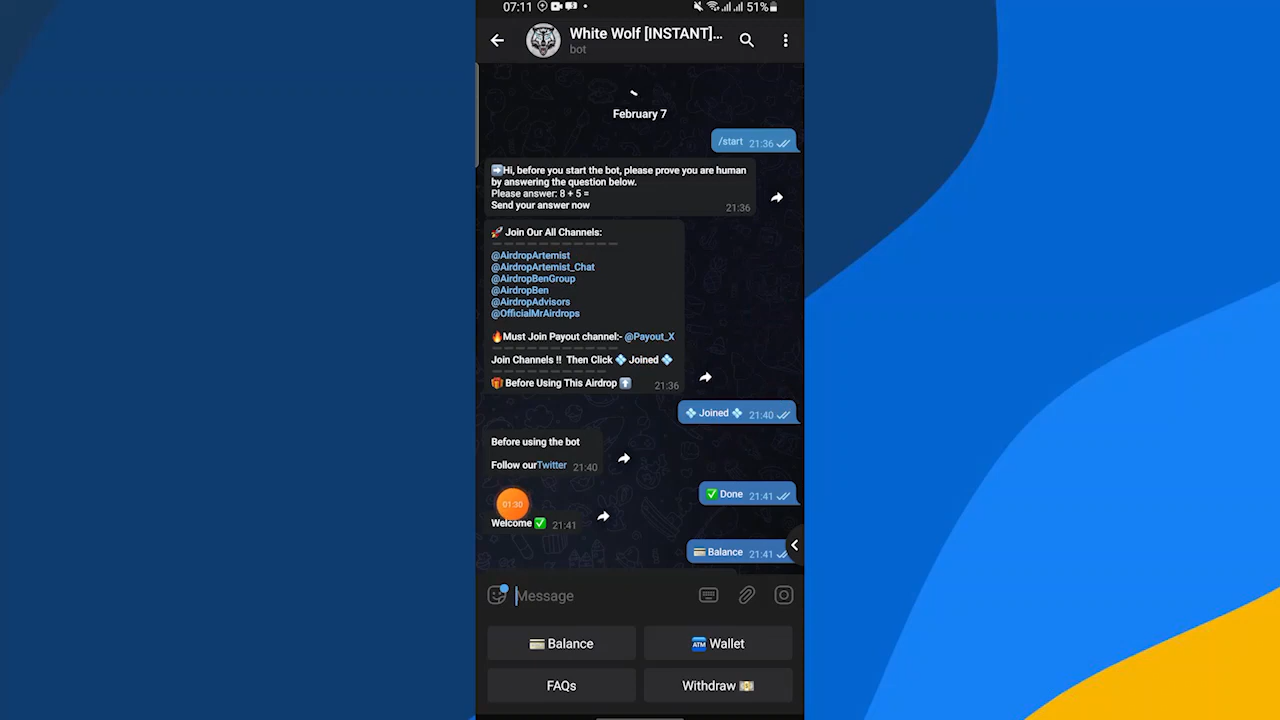 07:11
51%
White Wolf [INSTANT]...
bot
February 7
/start 21:36
➡️Hi, before you start the bot, please prove you are human
by answering the question below.
Please answer: 8 + 5 =
Send your answer now
21:36
🚀 Join Our All Channels:
➖➖➖➖➖➖➖➖➖➖➖
@AirdropArtemist
@AirdropArtemist_Chat
@AirdropBenGroup
@AirdropBen
@AirdropAdvisors
@OfficialMrAirdrops
🔥Must Join Payout channel:- @Payout_X
➖➖➖➖➖➖➖➖➖➖➖
Join Channels !! Then Click 💠 Joined 💠
➖➖➖➖➖➖➖➖➖➖
🎁 Before Using This Airdrop ⬆️ 21:36
💠 Joined 💠 21:40
Before using the bot
Follow ourTwitter 21:40
✅ Done 21:41
01:30
Welcome ✅ 21:41
💳 Balance 21:41
Message
💳 Balance
🏧 Wallet
FAQs
Withdraw 💴